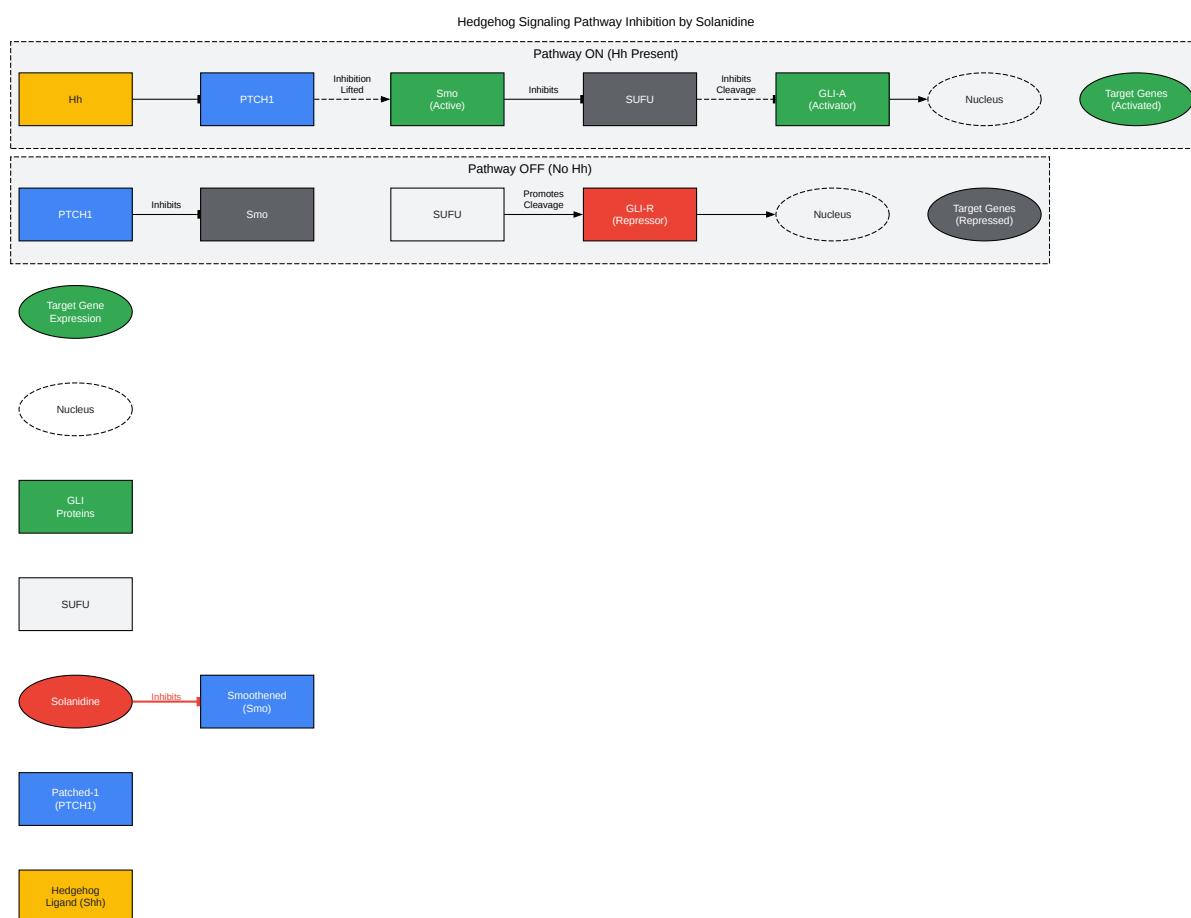 Hedgehog Signaling Pathway Inhibition by Solanidine
Pathway ON (Hh Present)
Hh
PTCH1
Inhibition
Lifted
Smo
(Active)
Inhibits
SUFU
Inhibits
Cleavage
GLI-A
(Activator)
Nucleus
Target Genes
(Activated)
Pathway OFF (No Hh)
PTCH1
Inhibits
Smo
SUFU
Promotes
Cleavage
GLI-R
(Repressor)
Nucleus
Target Genes
(Repressed)
Target Gene
Expression
Nucleus
GLI
Proteins
SUFU
Solanidine
Inhibits
Smoothened
(Smo)
Patched-1
(PTCH1)
Hedgehog
Ligand (Shh)